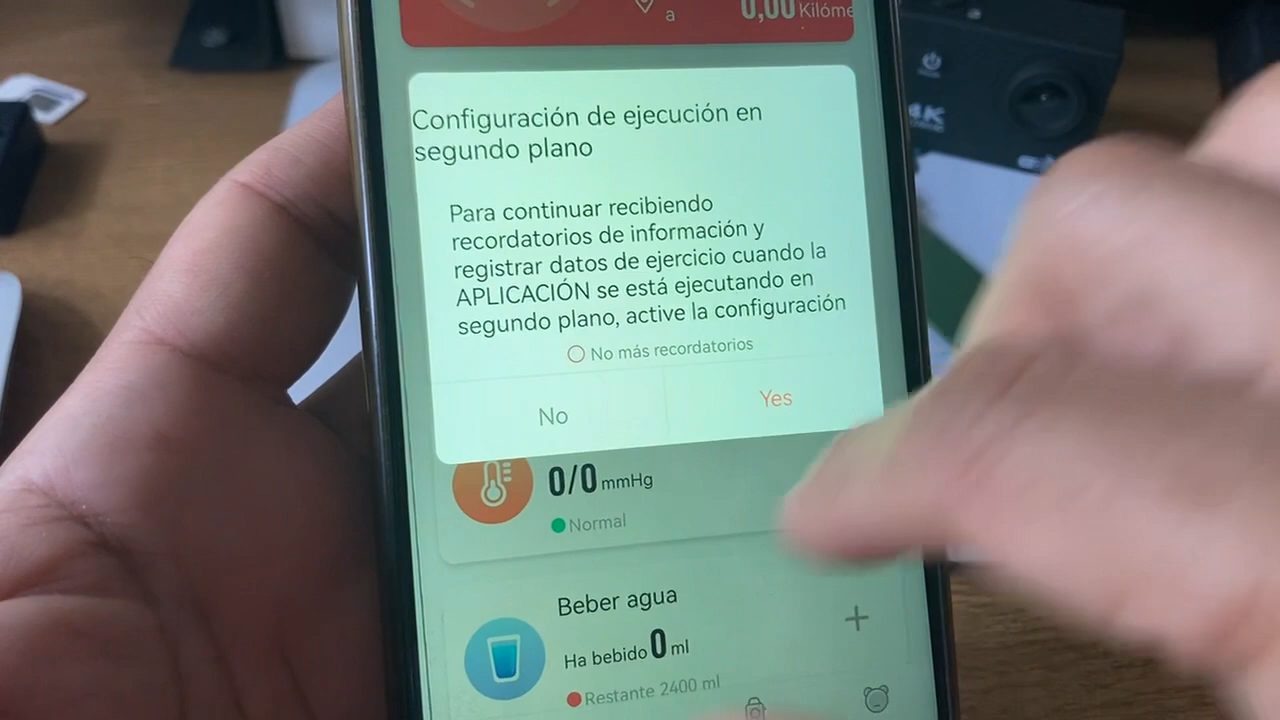 a
0,00 Kilóme
Configuración de ejecución en
segundo plano
Para continuar recibiendo
recordatorios de información y
registrar datos de ejercicio cuando la
APLICACIÓN se está ejecutando en
segundo plano, active la configuración
No más recordatorios
No
Yes
0/0 mmHg
Normal
Beber agua
+
Ha bebido 0 ml
Restante 2400 ml
4K